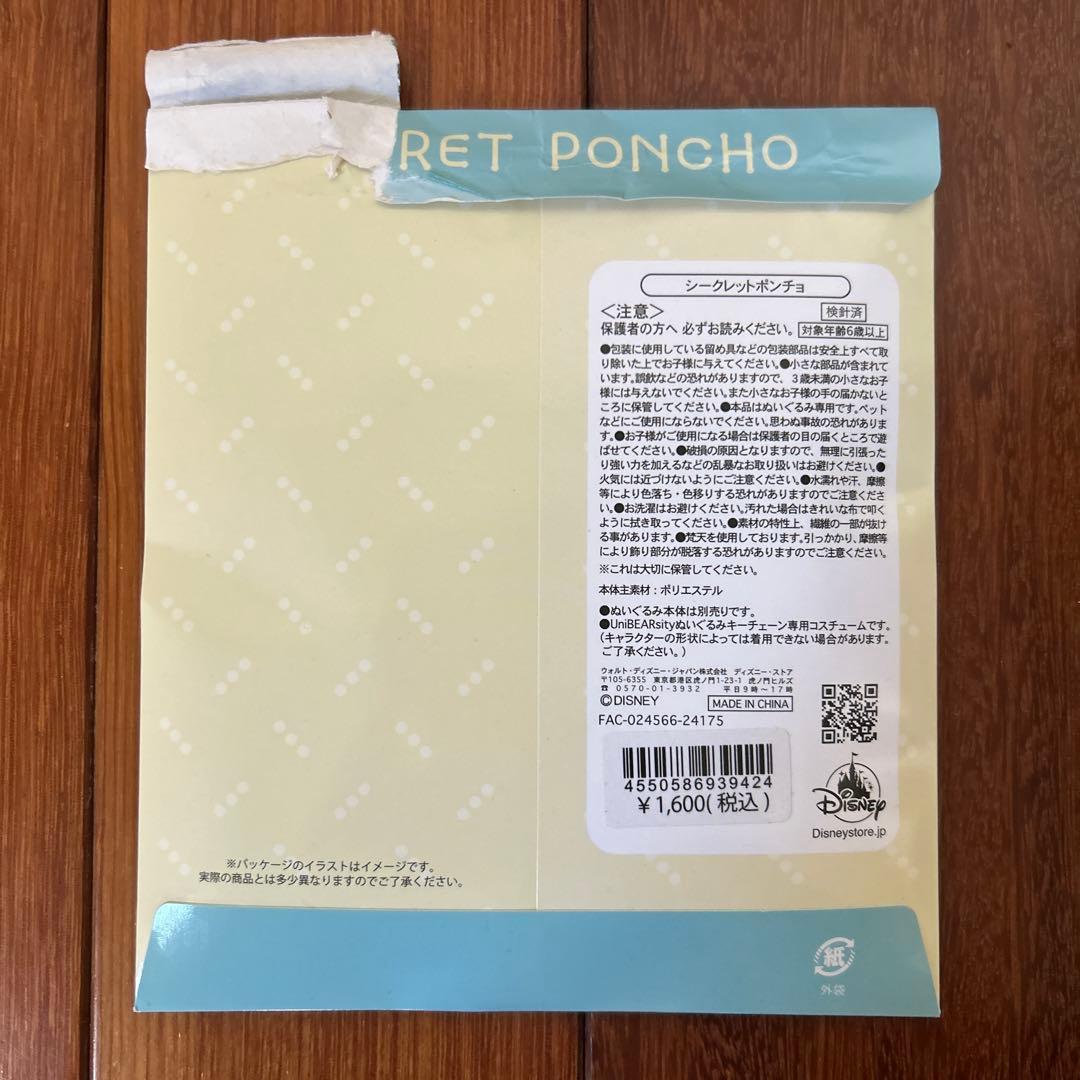 RET PONCHO
シークレットポンチョ
＜注意＞
検針済
保護者の方へ 必ずお読みください。
対象年齢6歳以上
●包装に使用している留め具などの包装部品は安全上すべて取
り除いた上でお子様に与えてください。●小さな部品が含まれて
います。誤飲などの恐れがありますので、3歳未満の小さなお子
様には与えないでください。また小さなお子様の手の届かないと
ころに保管してください。●本品はぬいぐるみ専用です。ペット
などにご使用にならないでください。思わぬ事故の恐れがありま
す。●お子様がご使用になる場合は保護者の目の届くところで遊
ばせてください。●破損の原因となりますので、無理に引張った
り強い力を加えるなどの乱暴なお取り扱いはお避けください。●
火気には近づけないようにご注意ください。●水濡れや汗、摩擦
等により色落ち・色移りする恐れがありますのでご注意くださ
い。●お洗濯はお避けください。汚れた場合はきれいな布で叩く
ように拭き取ってください。●素材の特性上、繊維の一部が抜け
る事があります。●梵天を使用しております。引っかかり、摩擦等
により飾り部分が脱落する恐れがありますのでご注意ください。
※これは大切に保管してください。
本体主素材：ポリエステル
●ぬいぐるみ本体は別売りです。
●UniBEARsityぬいぐるみキーチェーン専用コスチュームです。
（キャラクターの形状によっては着用できない場合があります。
ご了承ください。）
ウォルト・ディズニー・ジャパン株式会社 ディズニー・ストア
〒105-6355 東京都港区虎ノ門1-23-1 虎ノ門ヒルズ
☎ 0570-01-3932 平日9時～17時
©DISNEY
MADE IN CHINA
FAC-024566-24175
4550586939424
￥1,600(税込)
DISNEY
Disneystore.jp
※パッケージのイラストはイメージです。
実際の商品とは多少異なりますのでご了承ください。
紙
外袋